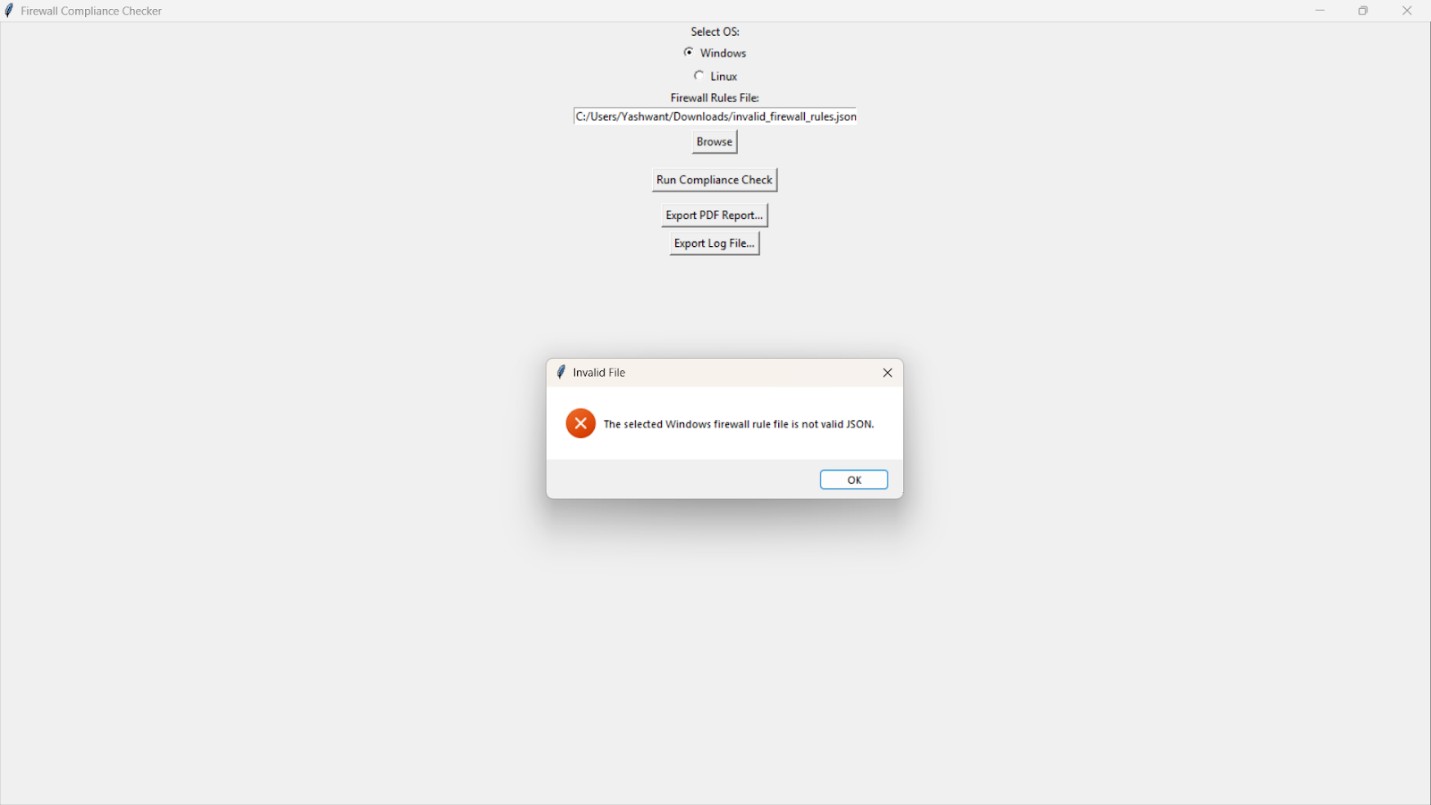 Firewall Compliance Checker
Select OS:
Windows
Linux
Firewall Rules File:
C:/Users/Yashwant/Downloads/invalid_firewall_rules.json
Browse
Run Compliance Check
Export PDF Report...
Export Log File...
Invalid File
The selected Windows firewall rule file is not valid JSON.
OK